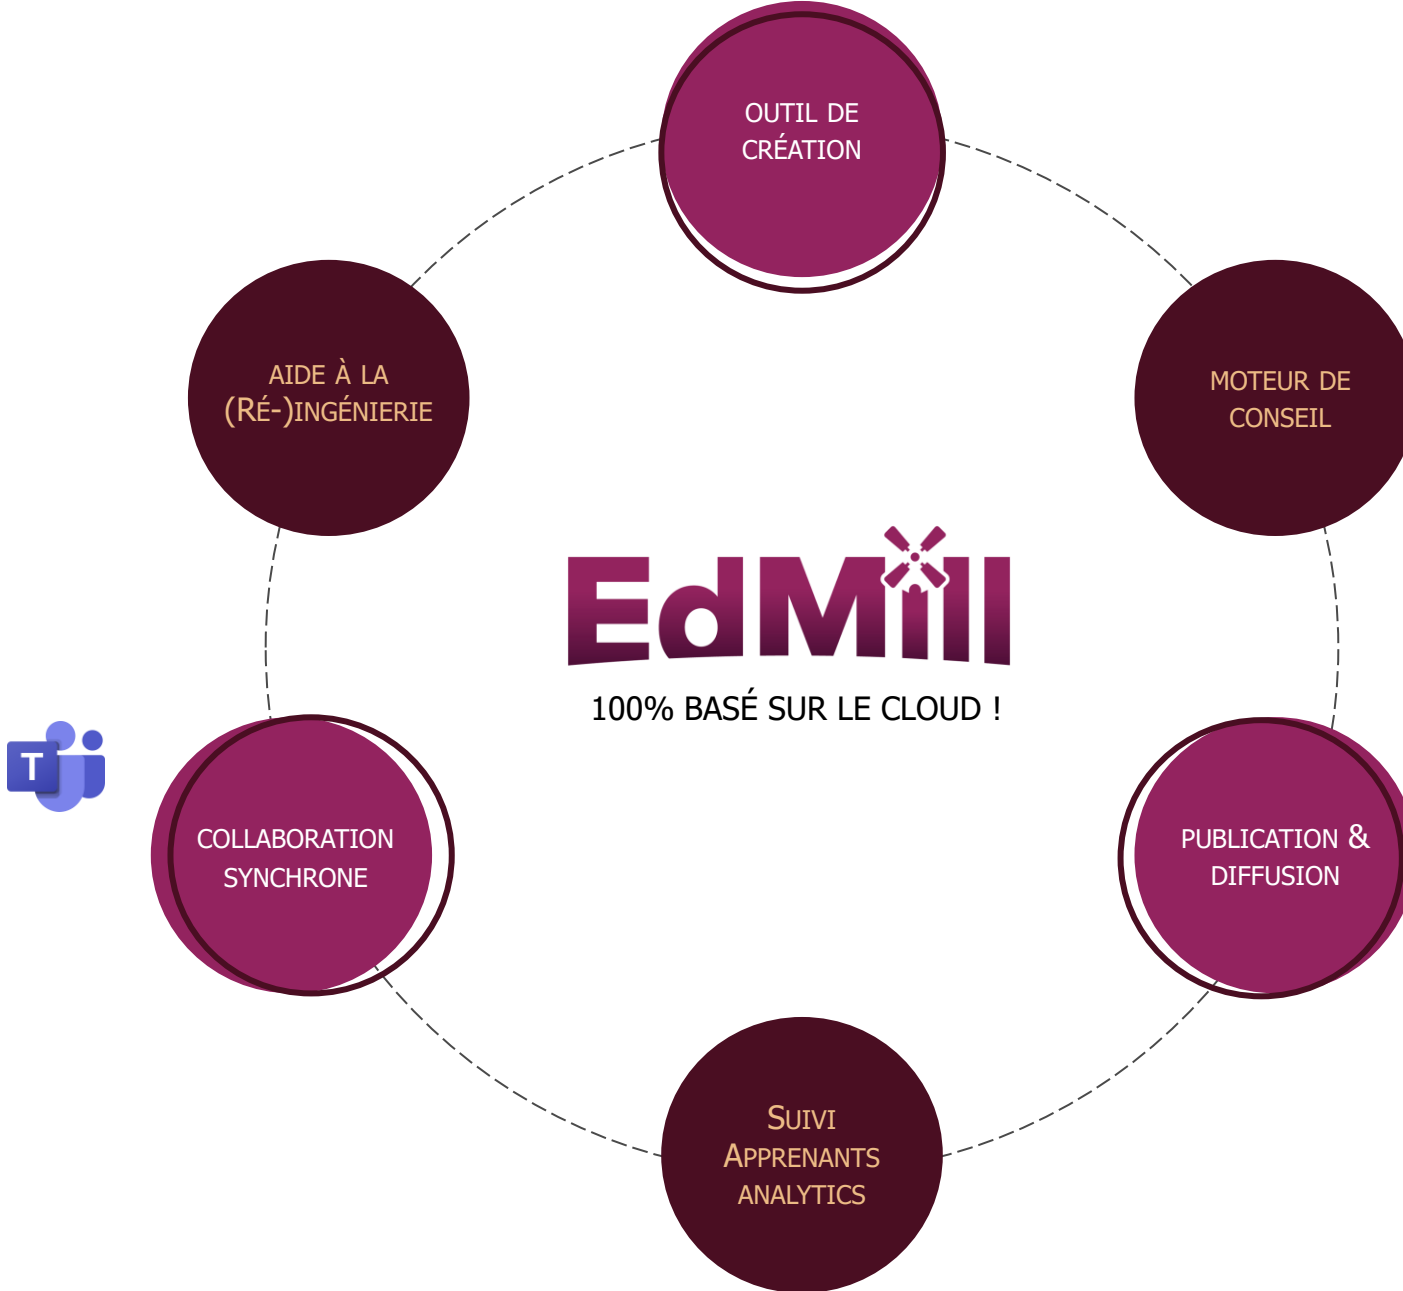 OUTIL DE
CRÉATION
AIDE À LA
(RÉ-)INGÉNIERIE
MOTEUR DE
CONSEIL
EdMill
100% BASÉ SUR LE CLOUD !
T
COLLABORATION
SYNCHRONE
PUBLICATION &
DIFFUSION
SUIVI
APPRENANTS
ANALYTICS